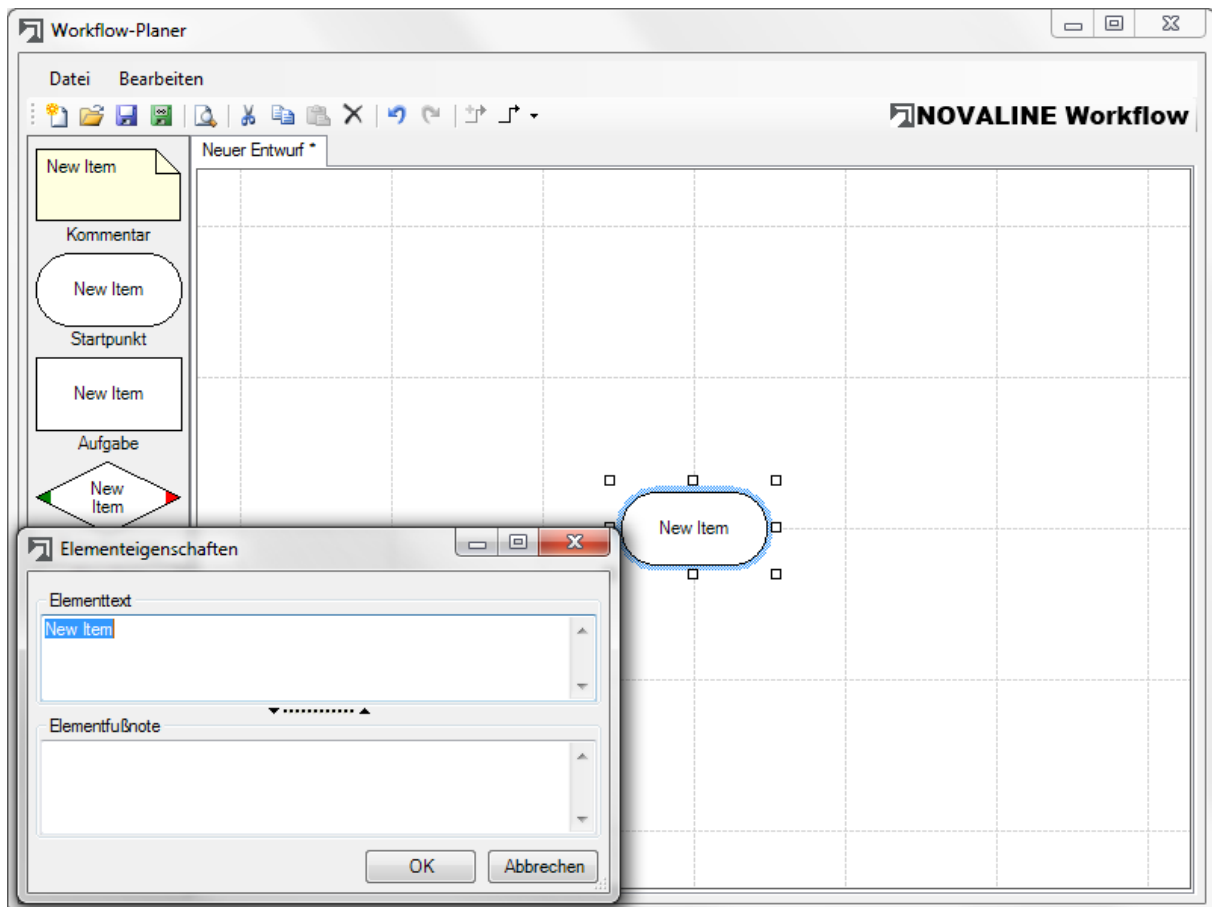 Workflow-Planer
Datei Bearbeiten
NOVALINE Workflow
Neuer Entwurf *
New Item
Kommentar
New Item
Startpunkt
New Item
Aufgabe
New
Item
New Item
Elementeigenschaften
Elementtext
New Item
Elementfußnote
OK Abbrechen